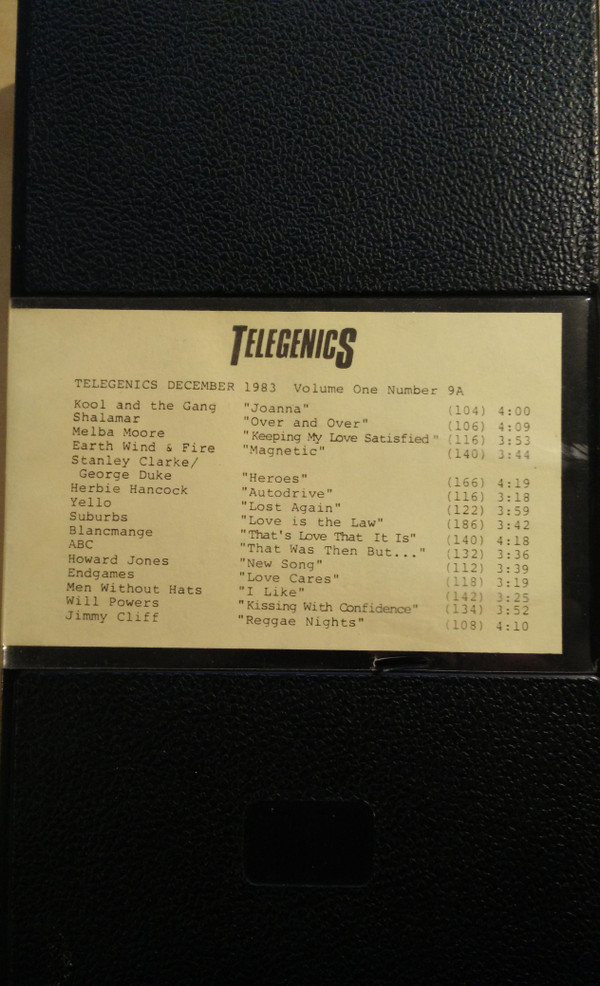 TELEGENICS
TELEGENICS DECEMBER 1983 Volume One Number 9A
Kool and the Gang "Joanna" (104) 4:00
Shalamar "Over and Over" (106) 4:09
Melba Moore "Keeping My Love Satisfied" (116) 3:53
Earth Wind & Fire "Magnetic" (140) 3:44
Stanley Clarke/
George Duke "Heroes" (166) 4:19
Herbie Hancock "Autodrive" (116) 3:18
Yello "Lost Again" (122) 3:59
Suburbs "Love is the Law" (186) 3:42
Blancmange "That's Love That It Is" (140) 4:18
ABC "That Was Then But..." (132) 3:36
Howard Jones "New Song" (112) 3:39
Endgames "Love Cares" (118) 3:19
Men Without Hats "I Like" (142) 3:25
Will Powers "Kissing With Confidence" (134) 3:52
Jimmy Cliff "Reggae Nights" (108) 4:10